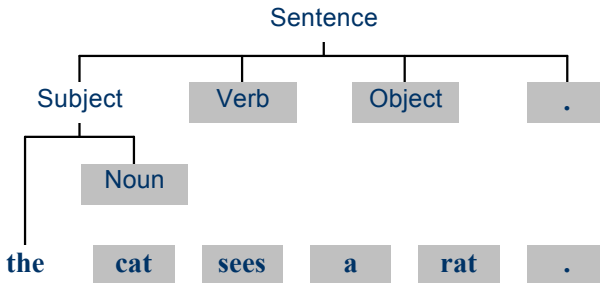 Sentence
Subject Verb Object .
Noun
the cat sees a rat .